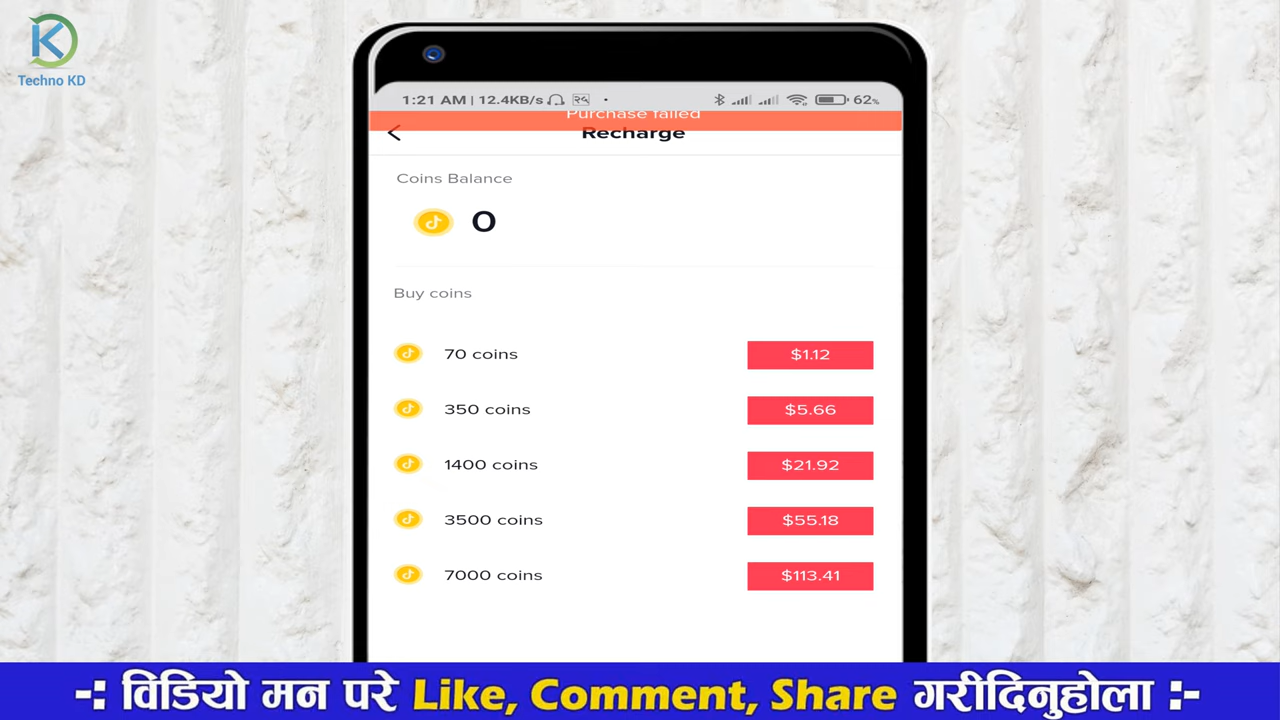 Techno KD
1:21 AM | 12.4KB/s 62%
Purchase failed
Recharge
Coins Balance
0
Buy coins
70 coins $1.12
350 coins $5.66
1400 coins $21.92
3500 coins $55.18
7000 coins $113.41
-: विडियो मन परे Like, Comment, Share गरीदिनुहोला :-